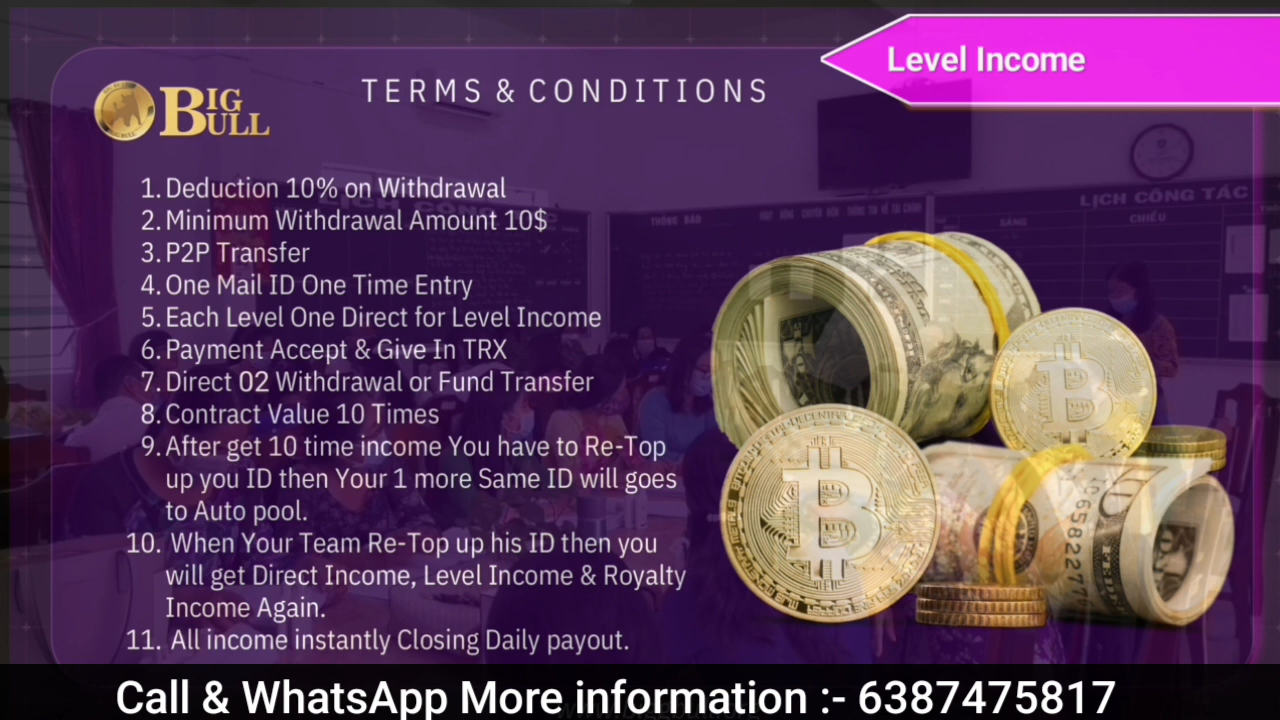 Level Income
TERMS & CONDITIONS
BIG
BULL
1. Deduction 10% on Withdrawal
2. Minimum Withdrawal Amount 10$
3. P2P Transfer
4. One Mail ID One Time Entry
5. Each Level One Direct for Level Income
6. Payment Accept & Give In TRX
7. Direct 02 Withdrawal or Fund Transfer
8. Contract Value 10 Times
9. After get 10 time income You have to Re-Top
up you ID then Your 1 more Same ID will goes
to Auto pool.
10. When Your Team Re-Top up his ID then you
will get Direct Income, Level Income & Royalty
Income Again.
11. All income instantly Closing Daily payout.
LỊCH CÔNG TÁC
THÔNG BÁO
SÁNG
CHIỀU
Call & WhatsApp More information :- 6387475817